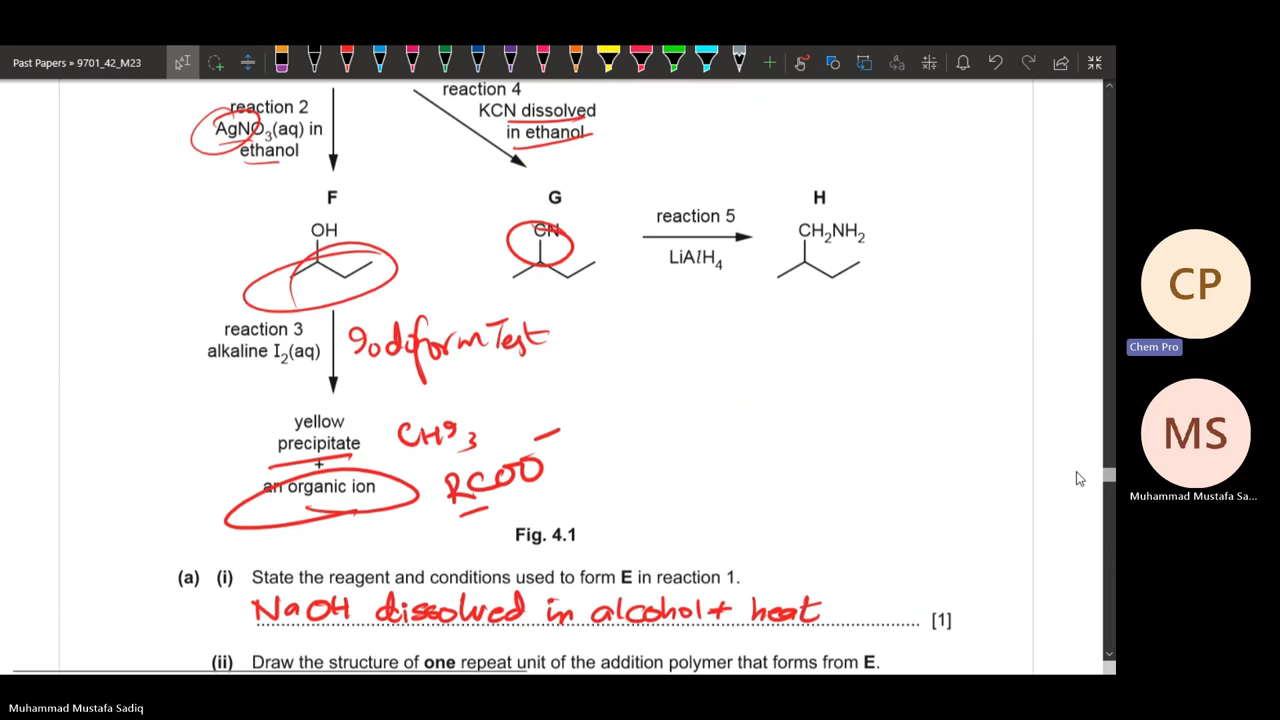 Past Papers » 9701_42_M23
reaction 4
KCN dissolved
in ethanol
reaction 2
AgNO3(aq) in
ethanol
F
G
H
OH
CN
CH2NH2
reaction 5
LiAlH4
reaction 3
alkaline I2(aq)
Iodiform Test
yellow
precipitate
+
an organic ion
CHI3
RCOO–
Fig. 4.1
(a) (i) State the reagent and conditions used to form E in reaction 1.
NaOH dissolved in alcohol + heat
[1]
(ii) Draw the structure of one repeat unit of the addition polymer that forms from E.
CP
Chem Pro
MS
Muhammad Mustafa Sa...
Muhammad Mustafa Sadiq